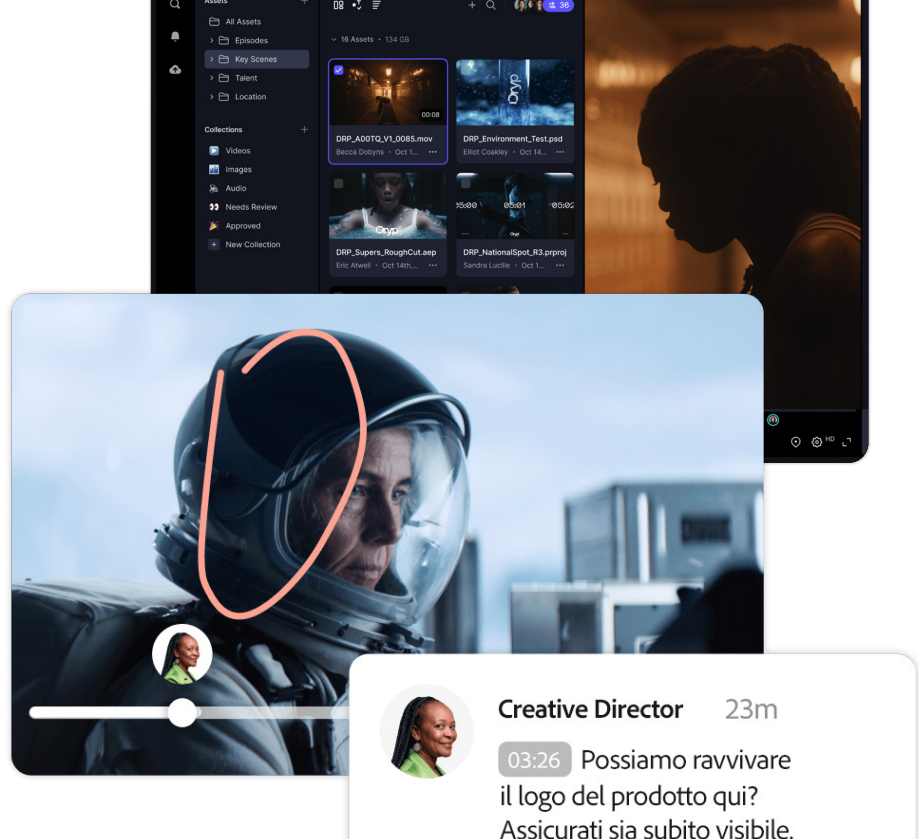 Assets
36
All Assets
Episodes
16 Assets • 134 GB
Key Scenes
Talent
Location
00:08
Oryp
Collections
DRP_A00TQ_V1_0085.mov
DRP_Environment_Test.psd
Becca Dobyns • Oct 1...
Elliot Coakley • Oct 14...
Videos
Images
Audio
Needs Review
05:00 05:01 05:02
Approved
Oryp
Oryp
New Collection
DRP_Supers_RoughCut.aep
DRP_NationalSpot_R3.prproj
Eric Atwell • Oct 14th,...
Sandra Lucille • Oct 1...
HD
Creative Director 23m
03:26 Possiamo ravvivare
il logo del prodotto qui?
Assicurati sia subito visibile.